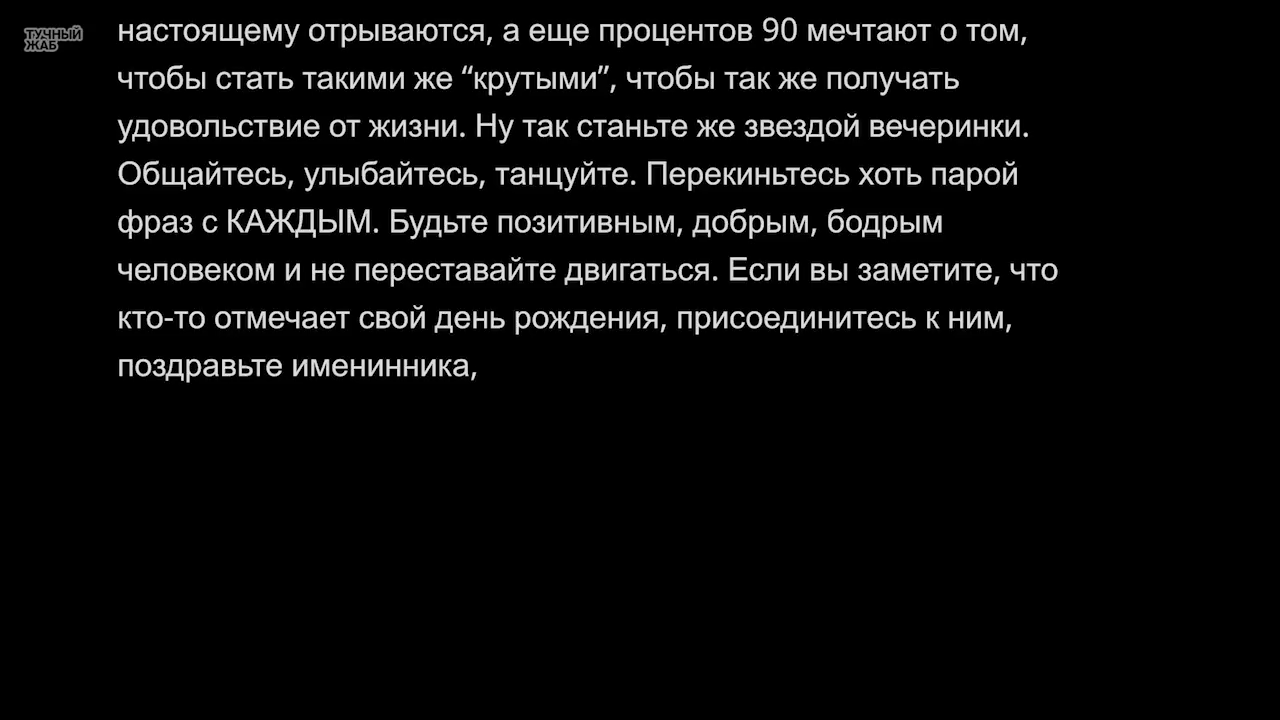 ТУЧНЫЙ
ЖАБ
настоящему отрываются, а еще процентов 90 мечтают о том,
чтобы стать такими же “крутыми”, чтобы так же получать
удовольствие от жизни. Ну так станьте же звездой вечеринки.
Общайтесь, улыбайтесь, танцуйте. Перекиньтесь хоть парой
фраз с КАЖДЫМ. Будьте позитивным, добрым, бодрым
человеком и не переставайте двигаться. Если вы заметите, что
кто-то отмечает свой день рождения, присоединитесь к ним,
поздравьте именинника,